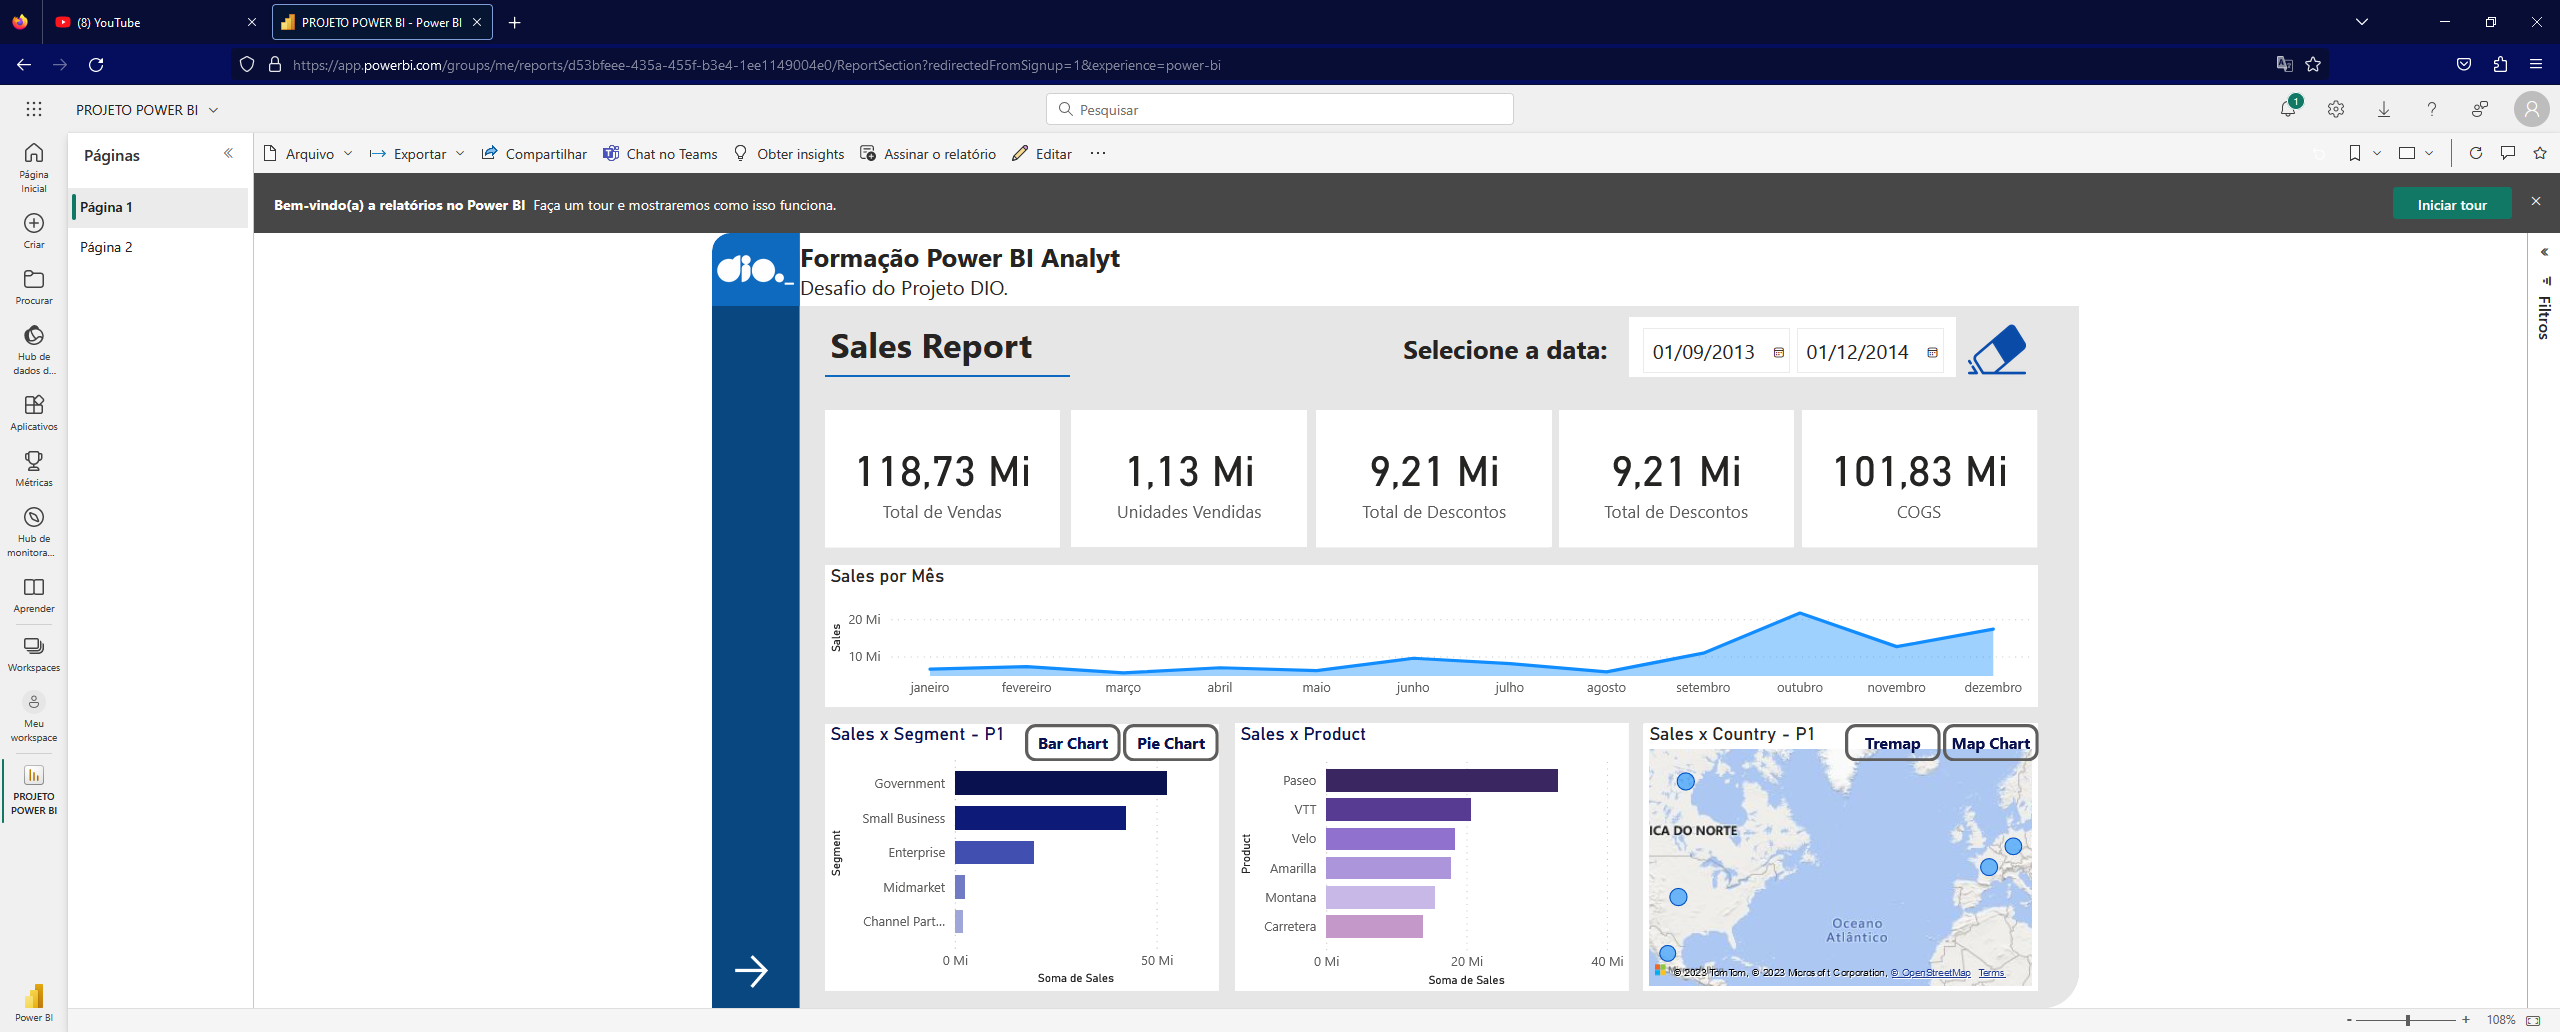 (8) YouTube
PROJETO POWER BI - Power BI
https://app.powerbi.com/groups/me/reports/d53bfeee-435a-455f-b3e4-1ee1149004e0/ReportSection?redirectedFromSignup=1&experience=power-bi
PROJETO POWER BI
Pesquisar
1
Página Inicial
Criar
Procurar
Hub de dados d...
Aplicativos
Métricas
Hub de monitora...
Aprender
Workspaces
Meu workspace
PROJETO POWER BI
Power BI
Páginas
Página 1
Página 2
Arquivo
Exportar
Compartilhar
Chat no Teams
Obter insights
Assinar o relatório
Editar
Bem-vindo(a) a relatórios no Power BI Faça um tour e mostraremos como isso funciona.
Iniciar tour
Filtros
dio._
Formação Power BI Analyt
Desafio do Projeto DIO.
Sales Report
Selecione a data:
01/09/2013
01/12/2014
118,73 Mi
Total de Vendas
1,13 Mi
Unidades Vendidas
9,21 Mi
Total de Descontos
9,21 Mi
Total de Descontos
101,83 Mi
COGS
Sales por Mês
Sales
20 Mi
10 Mi
janeiro fevereiro março abril maio junho julho agosto setembro outubro novembro dezembro
Sales x Segment - P1
Bar Chart
Pie Chart
Segment
Government
Small Business
Enterprise
Midmarket
Channel Part...
0 Mi 50 Mi
Soma de Sales
Sales x Product
Product
Paseo
VTT
Velo
Amarilla
Montana
Carretera
0 Mi 20 Mi 40 Mi
Soma de Sales
Sales x Country - P1
Tremap
Map Chart
ICA DO NORTE
Oceano
Atlântico
© 2023 TomTom, © 2023 Microsoft Corporation, © OpenStreetMap Terms
- + 108%